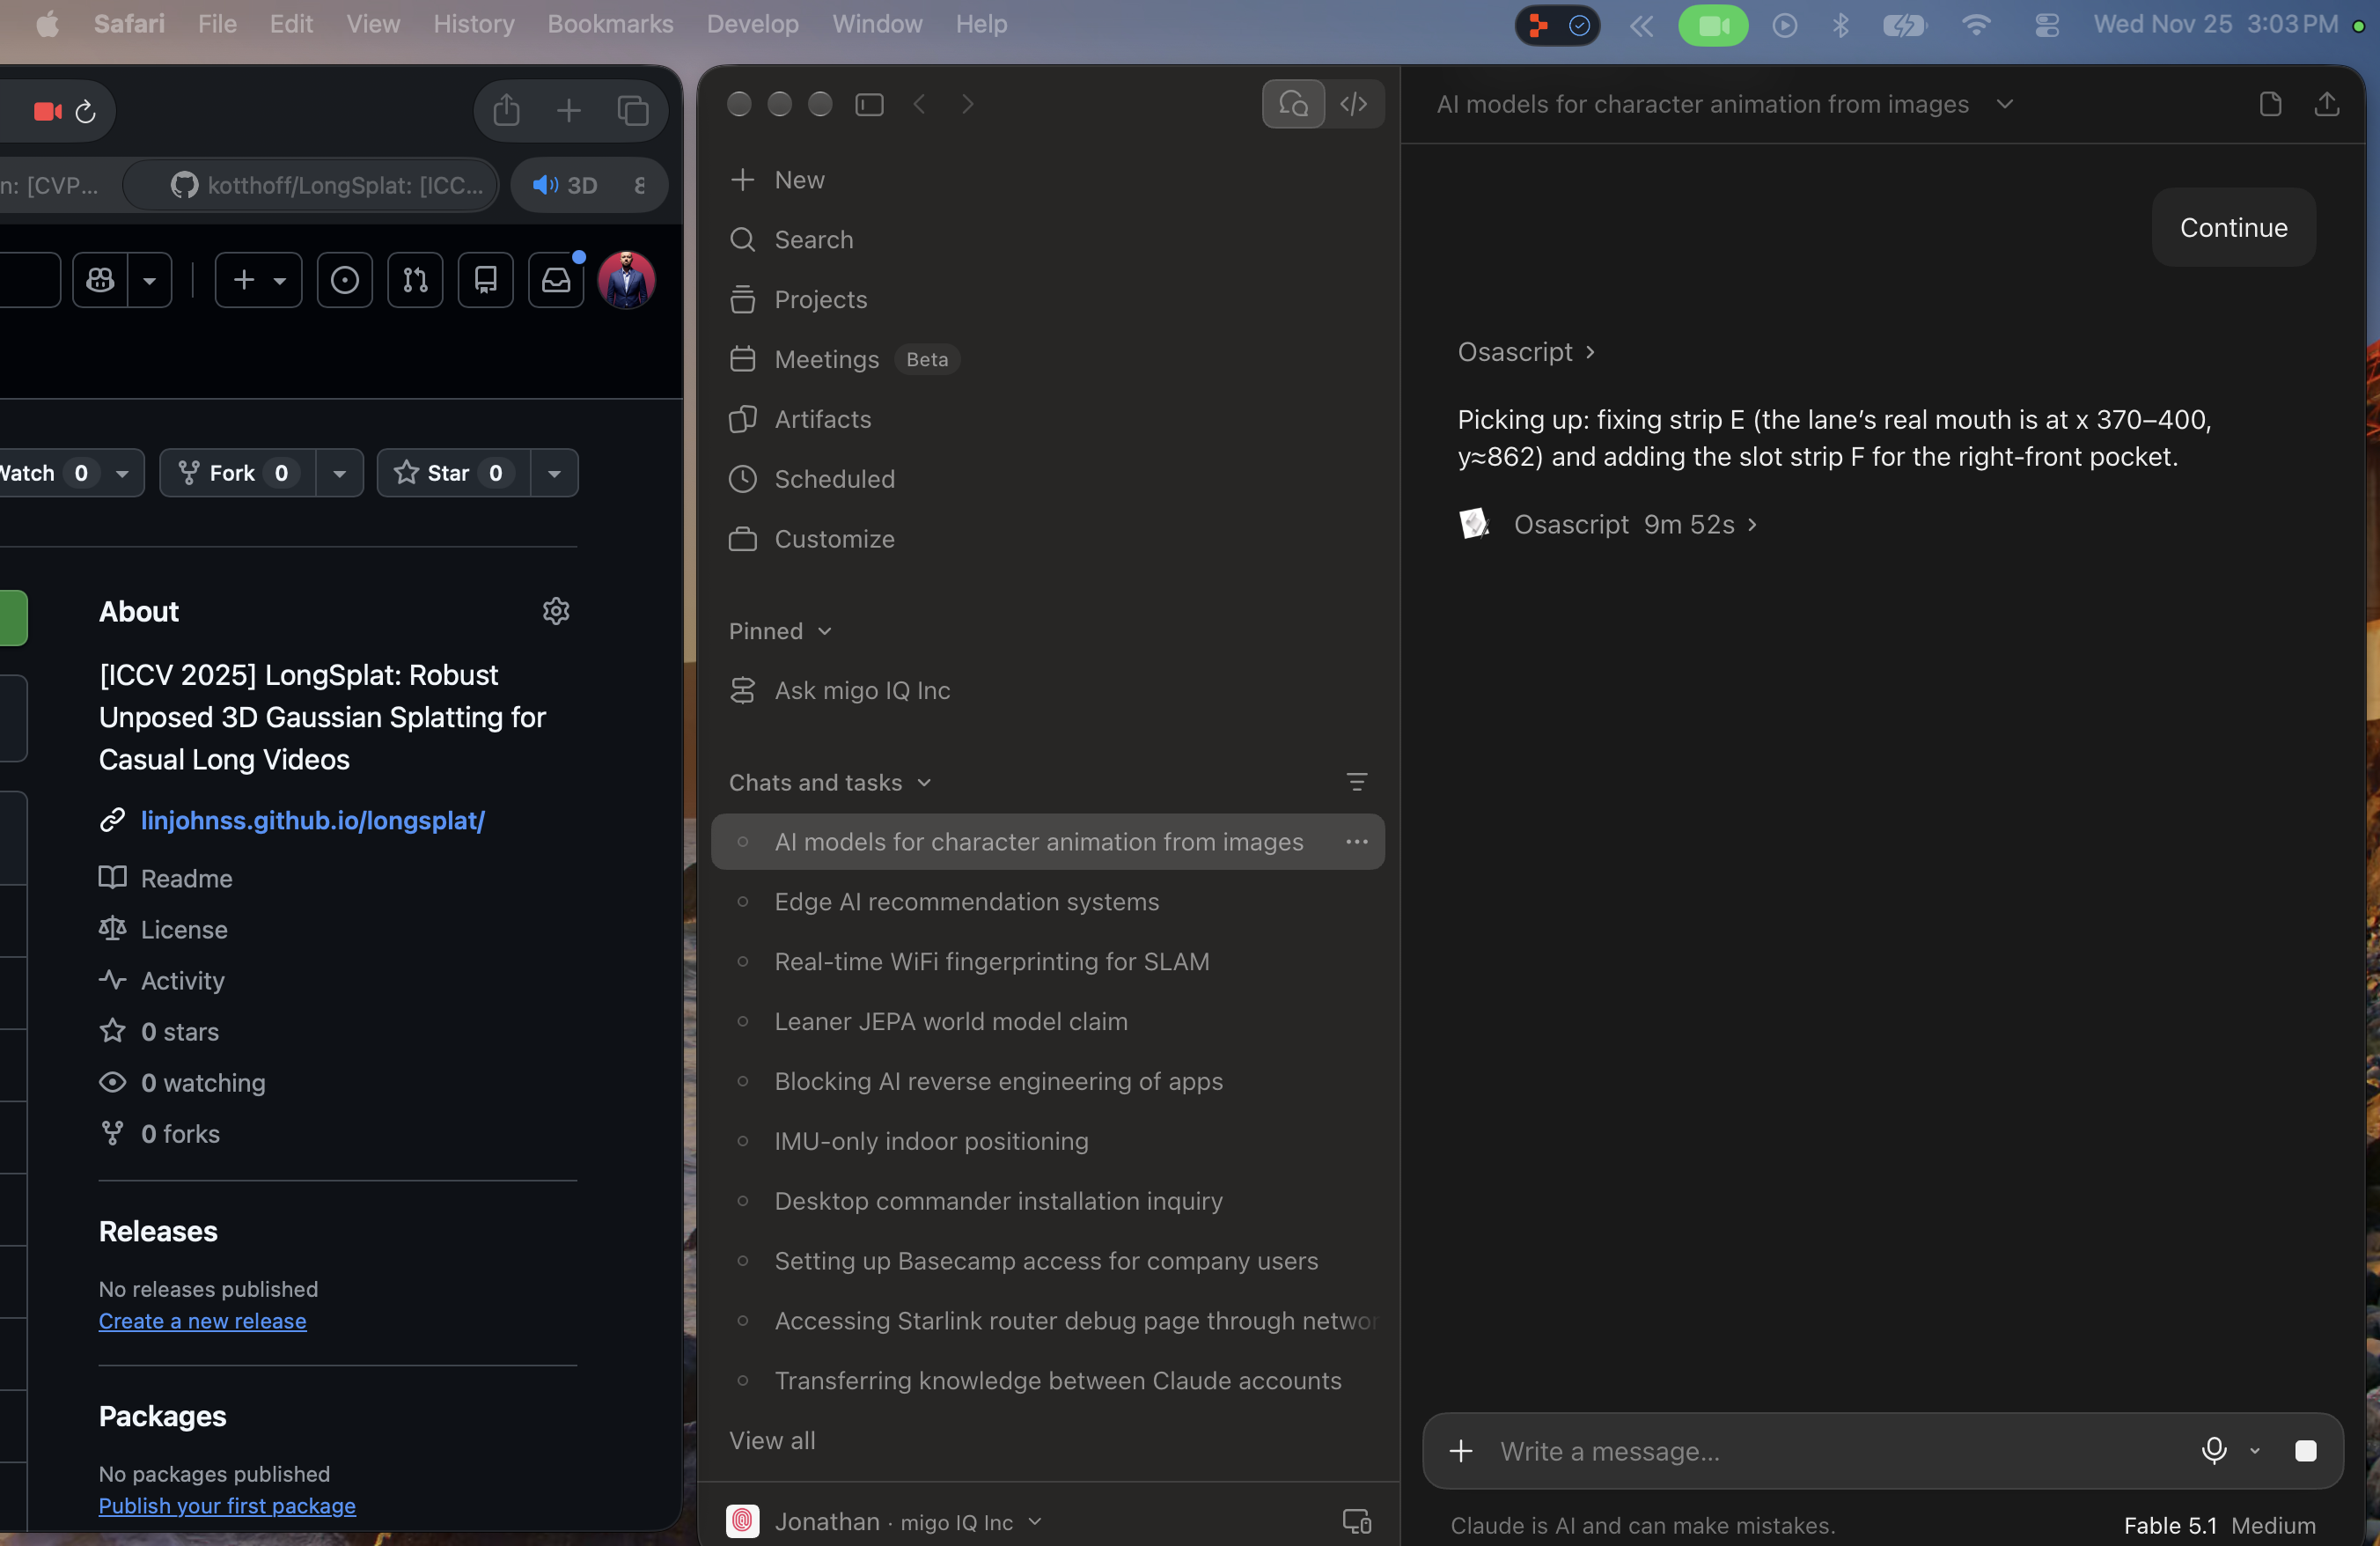 Safari File Edit View History Bookmarks Develop Window Help
Wed Nov 25 3:03 PM
n: [CVP...
kotthoff/LongSplat: [ICC...
3D
Watch 0
Fork 0
Star 0
About
[ICCV 2025] LongSplat: Robust
Unposed 3D Gaussian Splatting for
Casual Long Videos
linjohnss.github.io/longsplat/
Readme
License
Activity
0 stars
0 watching
0 forks
Releases
No releases published
Create a new release
Packages
No packages published
Publish your first package
New
Search
Projects
Meetings Beta
Artifacts
Scheduled
Customize
Pinned
Ask migo IQ Inc
Chats and tasks
AI models for character animation from images
Edge AI recommendation systems
Real-time WiFi fingerprinting for SLAM
Leaner JEPA world model claim
Blocking AI reverse engineering of apps
IMU-only indoor positioning
Desktop commander installation inquiry
Setting up Basecamp access for company users
Accessing Starlink router debug page through networ
Transferring knowledge between Claude accounts
View all
Jonathan · migo IQ Inc
AI models for character animation from images
Continue
Osascript
Picking up: fixing strip E (the lane’s real mouth is at x 370–400,
y≈862) and adding the slot strip F for the right-front pocket.
Osascript 9m 52s
Write a message...
Claude is AI and can make mistakes.
Fable 5.1 Medium